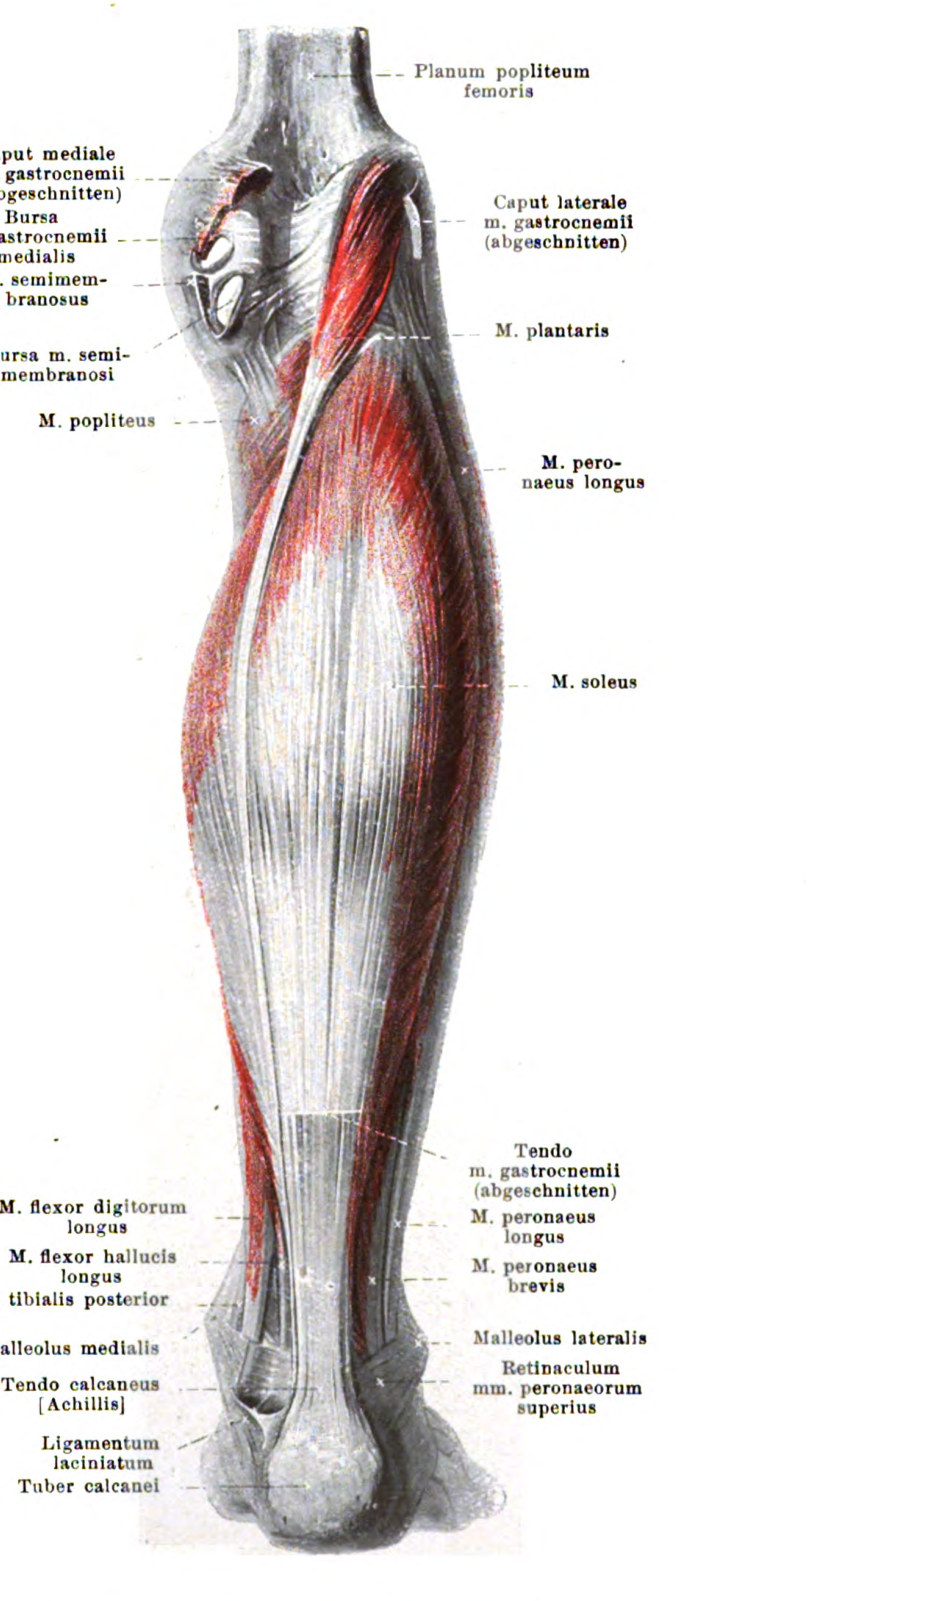 Planum popliteum
femoris
put mediale
gastrocnemii
geschnitten)
Bursa
astrocnemii
medialis
. semimem-
branosus
ursa m. semi-
membranosi
M. popliteus
Caput laterale
m. gastrocnemii
(abgeschnitten)
M. plantaris
M. pero-
naeus longus
M. soleus
Tendo
m. gastrocnemii
(abgeschnitten)
M. peronaeus
longus
M. peronaeus
brevis
Malleolus lateralis
Retinaculum
mm. peronaeorum
superius
M. flexor digitorum
longus
M. flexor hallucis
longus
tibialis posterior
alleolus medialis
Tendo calcaneus
[Achillis]
Ligamentum
laciniatum
Tuber calcanei